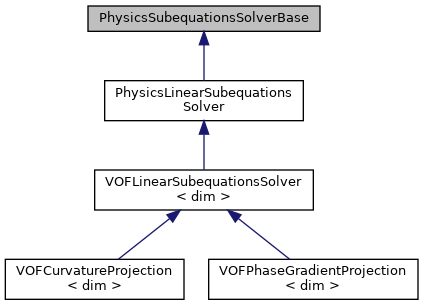 PhysicsSubequationsSolverBase
PhysicsLinearSubequations
Solver
VOFLinearSubequationsSolver
< dim >
VOFCurvatureProjection
< dim >
VOFPhaseGradientProjection
< dim >